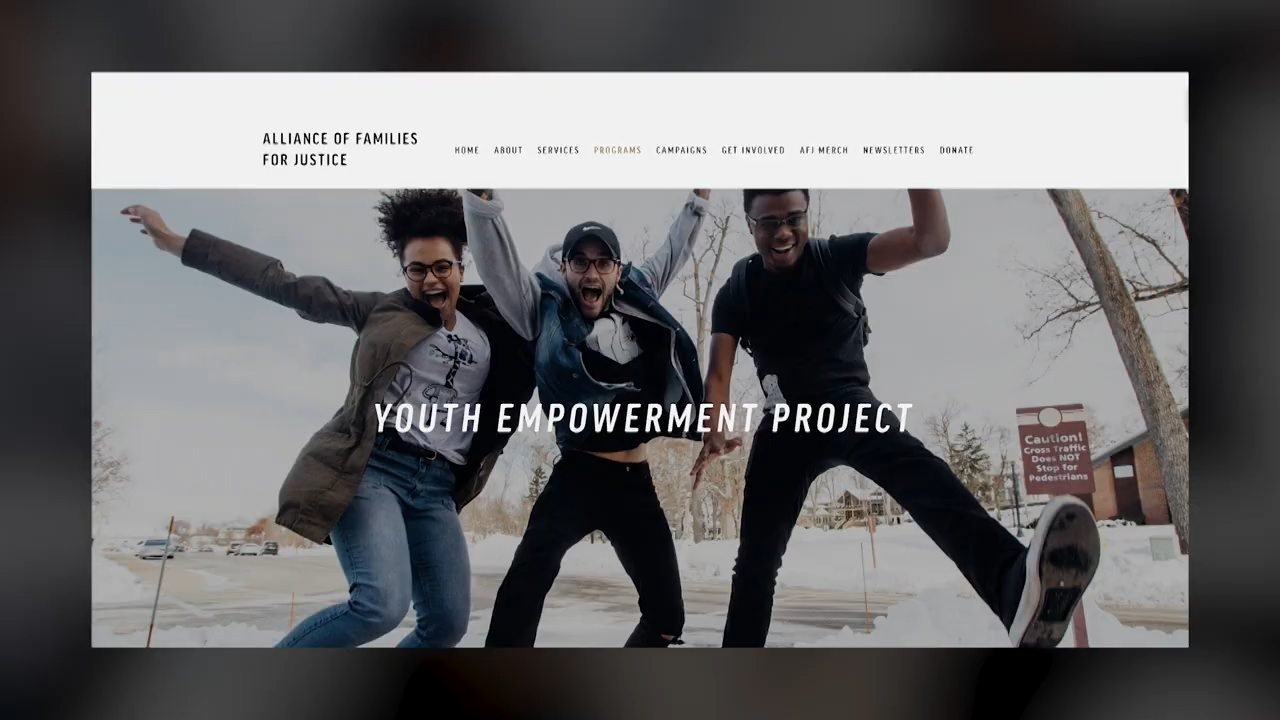 ALLIANCE OF FAMILIES
FOR JUSTICE
HOME ABOUT SERVICES PROGRAMS CAMPAIGNS GET INVOLVED AFJ MERCH NEWSLETTERS DONATE
YOUTH EMPOWERMENT PROJECT
Caution!
Cross Traffic
Does NOT
Stop for
Pedestrians